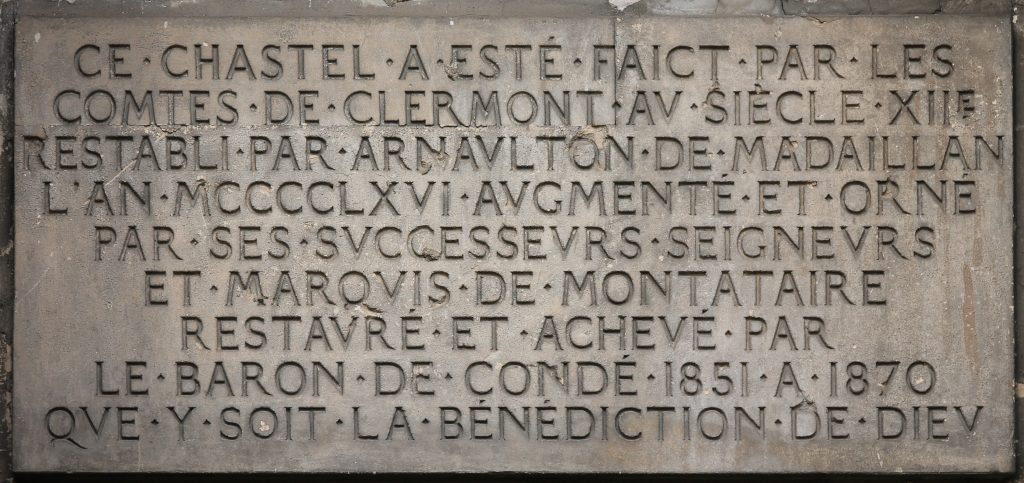 CE·CHASTEL·A·ESTÉ·FAICT·PAR·LES
COMTES·DE·CLERMONT·AV·SIÈCLE·XIIE
RESTABLI·PAR·ARNAVLTON·DE·MADAILLAN
L'AN·MCCCCLXVI·AVGMENTÉ·ET·ORNÉ
PAR·SES·SVCCESSEVRS·SEIGNEVRS
ET·MARQVIS·DE·MONTATAIRE
RESTAVRÉ·ET·ACHEVÉ·PAR
LE·BARON·DE·CONDÉ·1851·A·1870
QVE·Y·SOIT·LA·BÉNÉDICTION·DE·DIEV